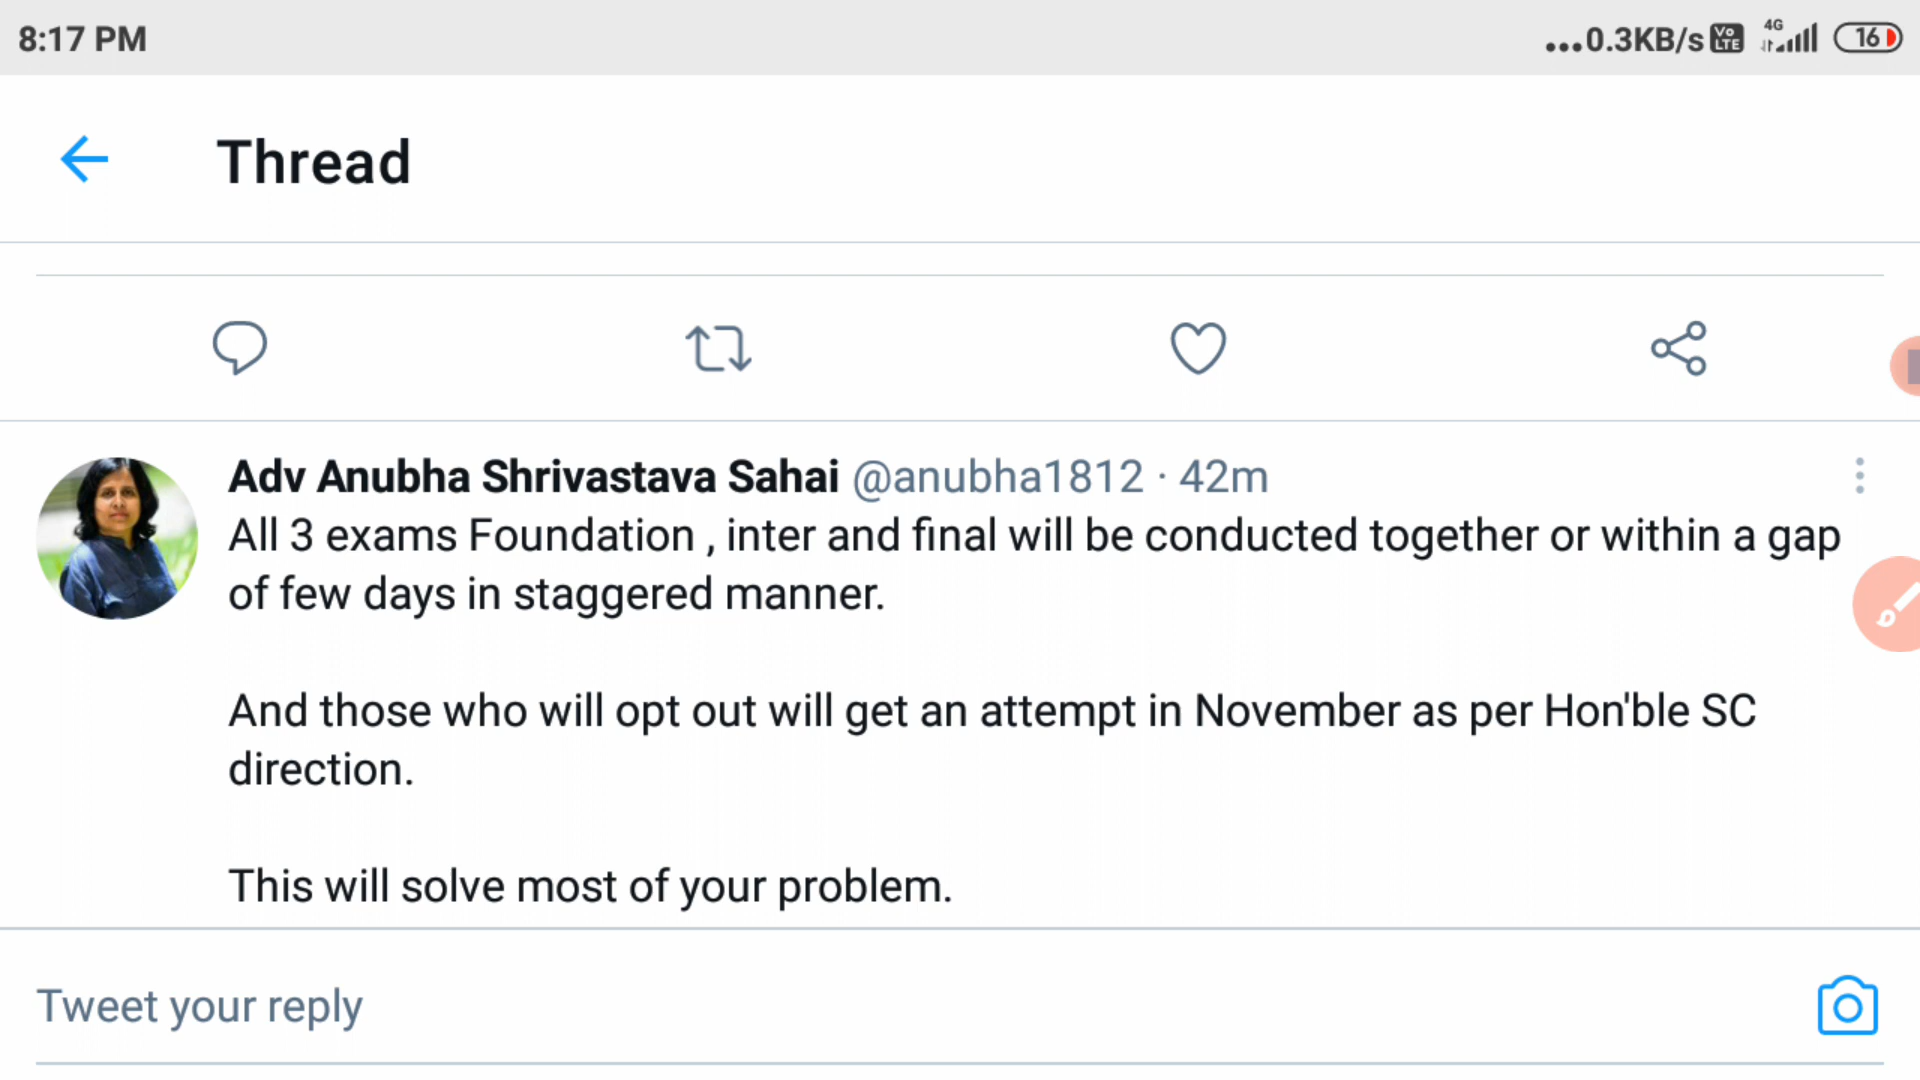 8:17 PM
...0.3KB/s Vo LTE 4G 16
Thread
Adv Anubha Shrivastava Sahai @anubha1812 · 42m
All 3 exams Foundation , inter and final will be conducted together or within a gap
of few days in staggered manner.
And those who will opt out will get an attempt in November as per Hon'ble SC
direction.
This will solve most of your problem.
Tweet your reply